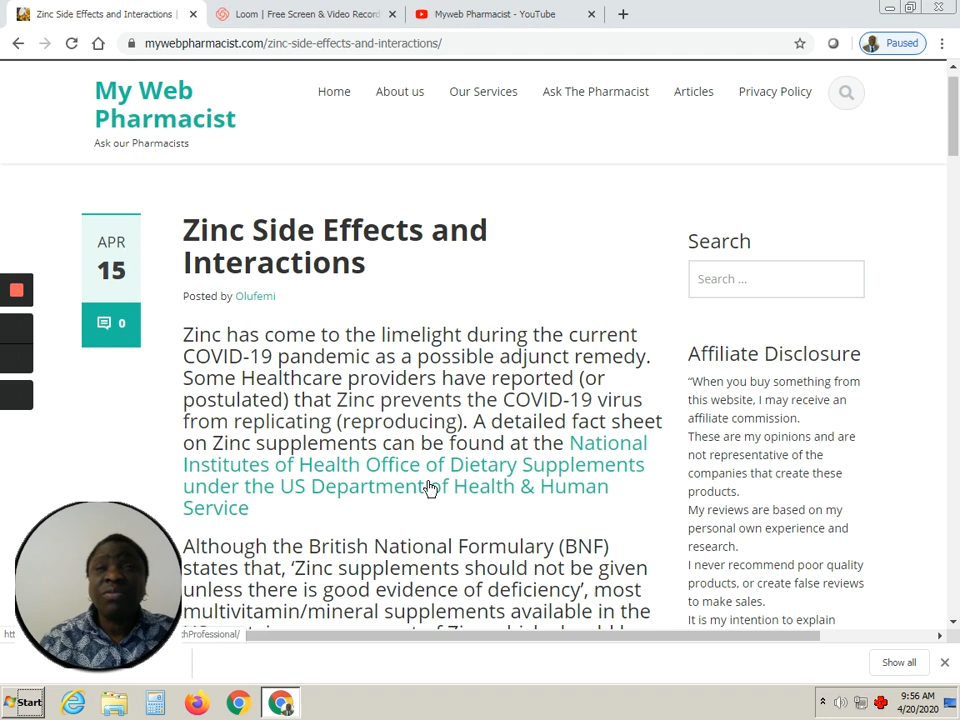 Zinc Side Effects and Interactions
Loom | Free Screen & Video Record
Myweb Pharmacist - YouTube
mywebpharmacist.com/zinc-side-effects-and-interactions/
Paused
My Web
Pharmacist
Ask our Pharmacists
Home
About us
Our Services
Ask The Pharmacist
Articles
Privacy Policy
APR
15
0
Zinc Side Effects and
Interactions
Posted by Olufemi
Zinc has come to the limelight during the current
COVID-19 pandemic as a possible adjunct remedy.
Some Healthcare providers have reported (or
postulated) that Zinc prevents the COVID-19 virus
from replicating (reproducing). A detailed fact sheet
on Zinc supplements can be found at the National
Institutes of Health Office of Dietary Supplements
under the US Department of Health & Human
Service
Although the British National Formulary (BNF)
states that, ‘Zinc supplements should not be given
unless there is good evidence of deficiency’, most
multivitamin/mineral supplements available in the
Search
Search ...
Affiliate Disclosure
“When you buy something from
this website, I may receive an
affiliate commission.
These are my opinions and are
not representative of the
companies that create these
products.
My reviews are based on my
personal own experience and
research.
I never recommend poor quality
products, or create false reviews
to make sales.
It is my intention to explain
htt
thProfessional/
Show all
Start
9:56 AM
4/20/2020